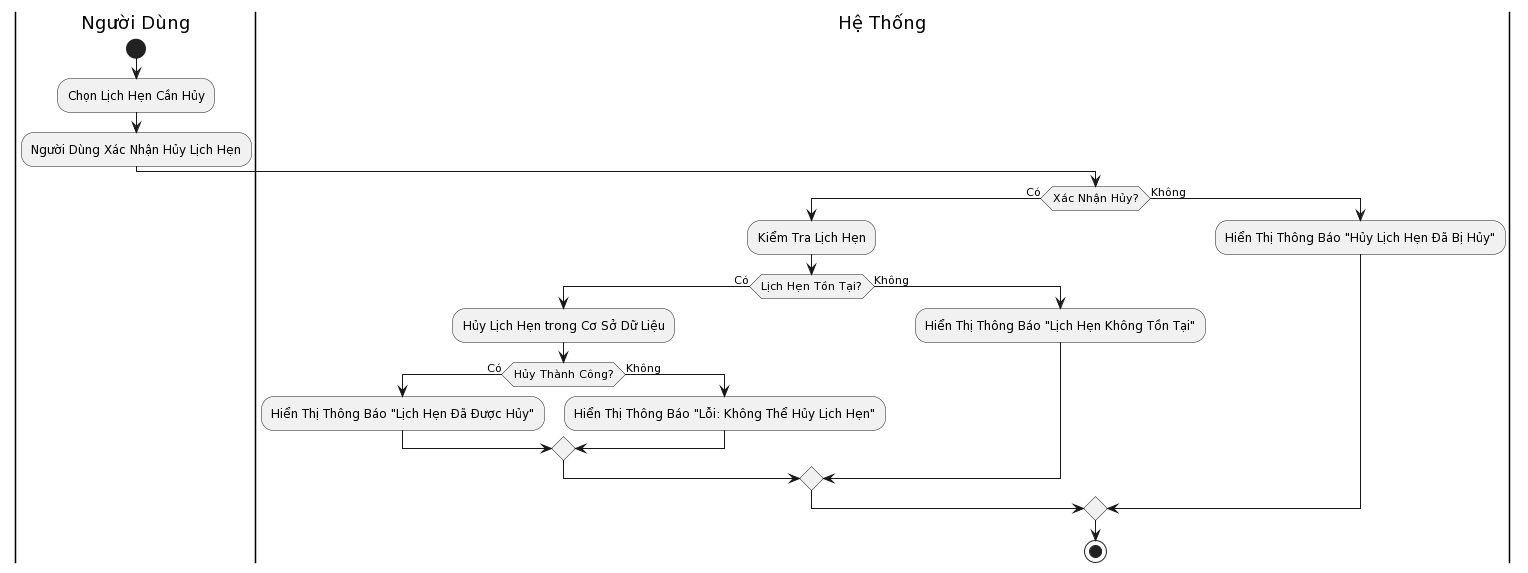 Người Dùng
Hệ Thống
Chọn Lịch Hẹn Cần Hủy
Người Dùng Xác Nhận Hủy Lịch Hẹn
Có
Xác Nhận Hủy?
Không
Kiểm Tra Lịch Hẹn
Hiển Thị Thông Báo "Hủy Lịch Hẹn Đã Bị Hủy"
Có
Lịch Hẹn Tồn Tại?
Không
Hủy Lịch Hẹn trong Cơ Sở Dữ Liệu
Hiển Thị Thông Báo "Lịch Hẹn Không Tồn Tại"
Có
Hủy Thành Công?
Không
Hiển Thị Thông Báo "Lịch Hẹn Đã Được Hủy"
Hiển Thị Thông Báo "Lỗi: Không Thể Hủy Lịch Hẹn"